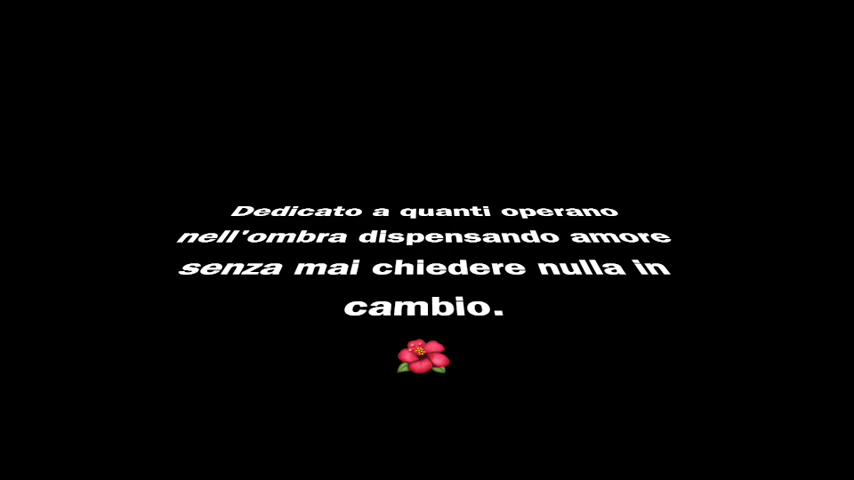 Dedicato a quanti operano
nell'ombra dispensando amore
senza mai chiedere nulla in
cambio.
🌺